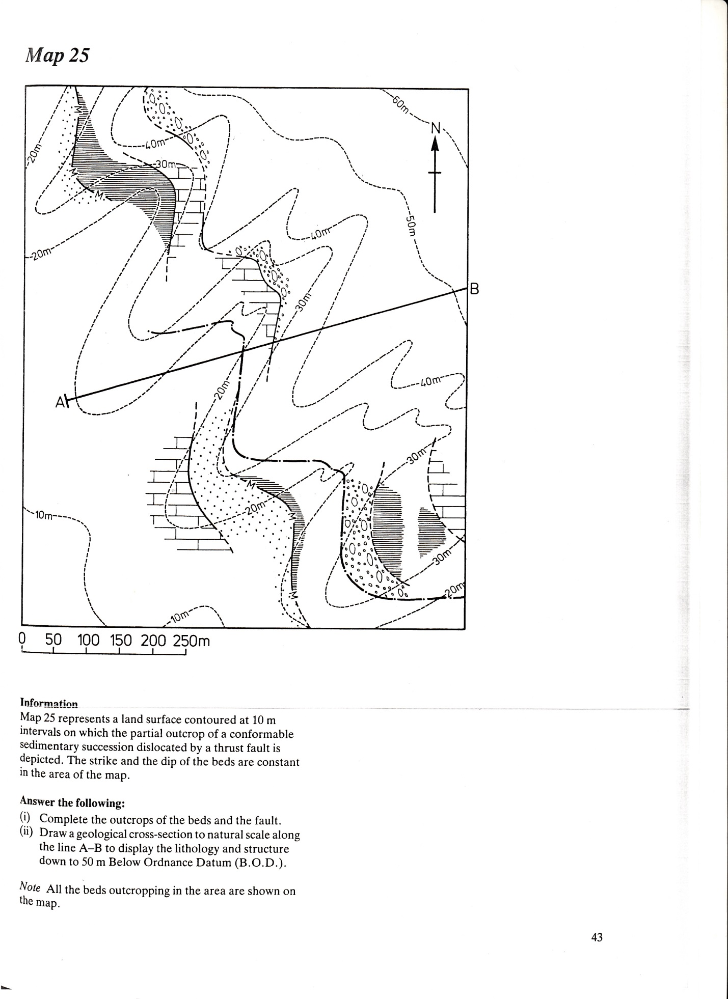 Map 25
60m
N
20m
M
40m
M
30m
M
50m
40m
20m
B
30m
A
20m
40m
30m
M
20m
10m
M
30m
20m
M
10m
0 50 100 150 200 250m
Information
Map 25 represents a land surface contoured at 10 m
intervals on which the partial outcrop of a conformable
sedimentary succession dislocated by a thrust fault is
depicted. The strike and the dip of the beds are constant
in the area of the map.
Answer the following:
(i) Complete the outcrops of the beds and the fault.
(ii) Draw a geological cross-section to natural scale along
the line A–B to display the lithology and structure
down to 50 m Below Ordnance Datum (B.O.D.).
Note All the beds outcropping in the area are shown on
the map.
43